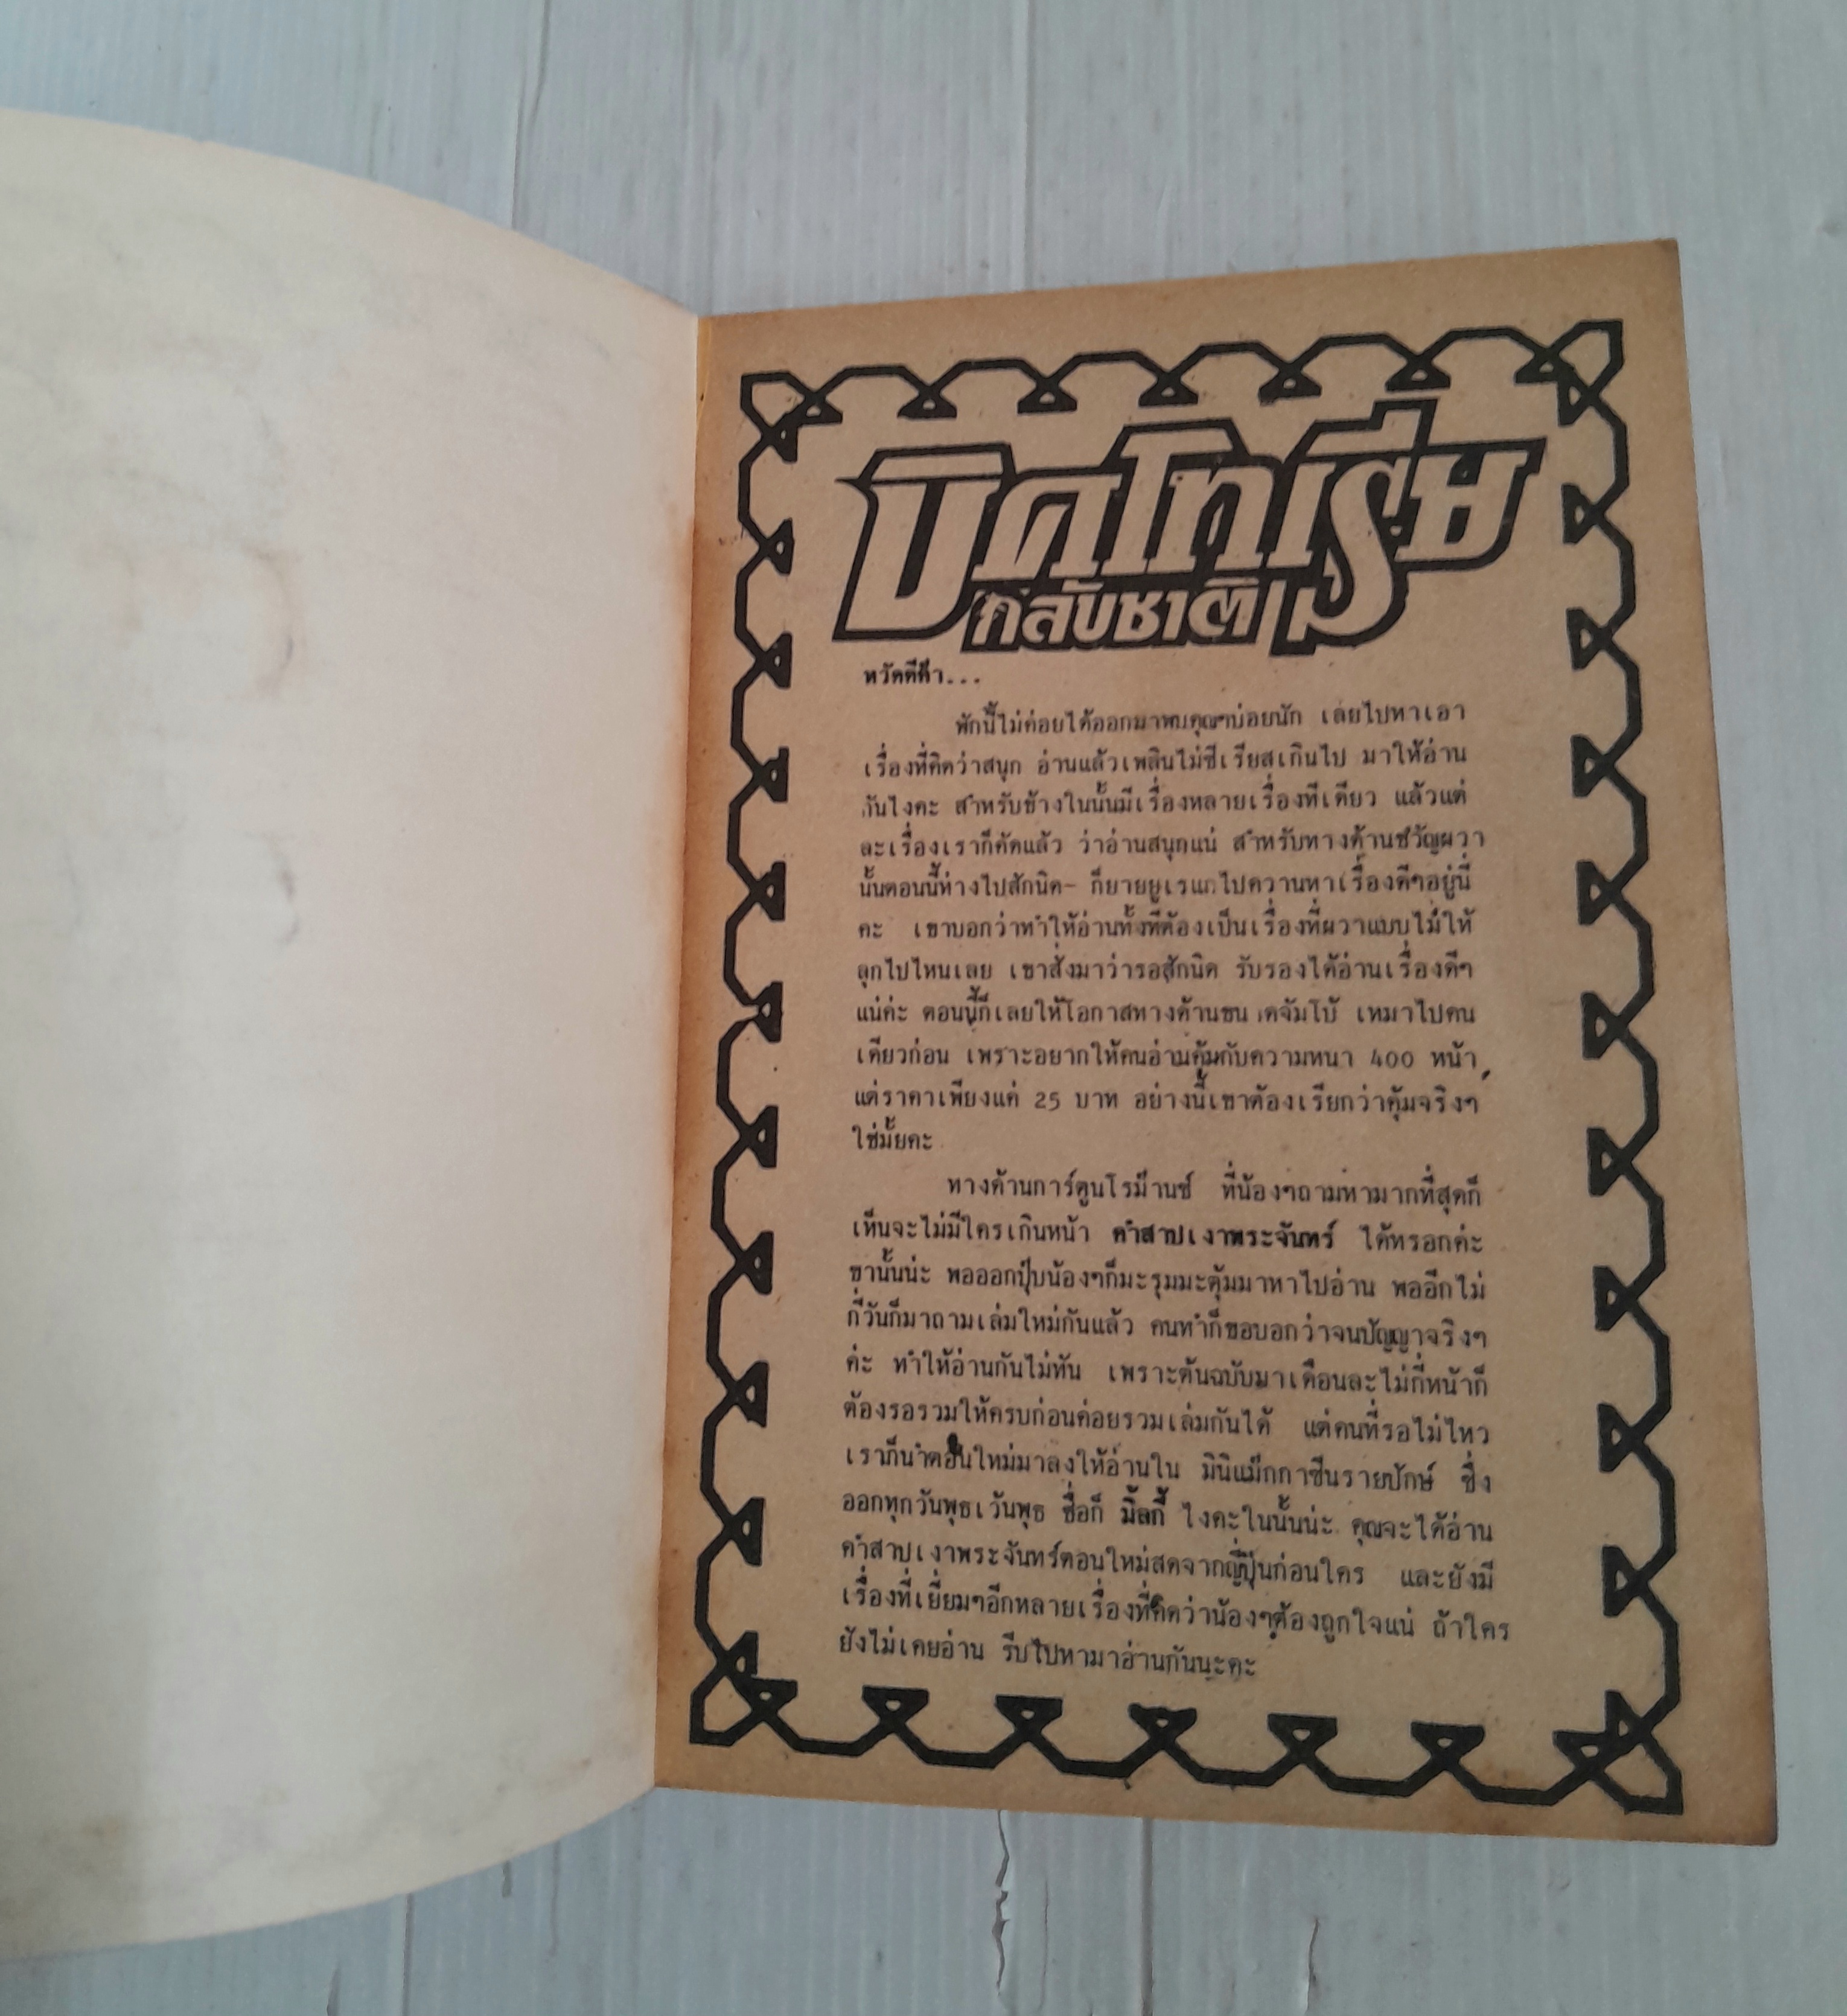 บิดโทเรีย
กลับชาติ
หวัดดีค่า...
พักนี้ไม่ค่อยได้ออกมาพบคุณๆบ่อยนัก เลยไปหาเอา
เรื่องที่คิดว่าสนุก อ่านแล้วเพลินไม่ซีเรียสเกินไป มาให้อ่าน
กันไงคะ สำหรับข้างในนั้นมีเรื่องหลายเรื่องทีเดียว แล้วแต่
ละเรื่องเราก็คัดแล้ว ว่าอ่านสนุกแน่ สำหรับทางด้านขวัญผวา
นั้นตอนนี้ห่างไปสักนิด- ก็ยายยูเรแกไปควานหาเรื่องดีๆอยู่นี่
คะ เขาบอกว่าทำให้อ่านทั้งทีต้องเป็นเรื่องที่ผวาแบบไม่ให้
ลุกไปไหนเลย เขาสั่งมาว่ารอสักนิด รับรองได้อ่านเรื่องดีๆ
แน่ค่ะ ตอนนี้ก็เลยให้โอกาสทางด้านขนาดจัมโบ้ เหมาไปคน
เดียวก่อน เพราะอยากให้คนอ่านคุ้มกับความหนา 400 หน้า
แต่ราคาเพียงแค่ 25 บาท อย่างนี้เขาต้องเรียกว่าคุ้มจริงๆ
ใช่มั้ยคะ
ทางด้านการ์ตูนโรม้านซ์ ที่น้องๆถามหามากที่สุดก็
เห็นจะไม่มีใครเกินหน้า คำสาปเงาพระจันทร์ ได้หรอกค่ะ
ขานั้นน่ะ พอออกปุ๊บน้องๆก็มะรุมมะตุ้มมาหาไปอ่าน พออีกไม่
กี่วันก็มาถามเล่มใหม่กันแล้ว คนทำก็ขอบอกว่าจนปัญญาจริงๆ
ค่ะ ทำให้อ่านกันไม่ทัน เพราะต้นฉบับมาเดือนละไม่กี่หน้าก็
ต้องรอรวมให้ครบก่อนค่อยรวมเล่มกันได้ แต่คนที่รอไม่ไหว
เราก็นำตอนใหม่มาลงให้อ่านใน มินิแม็กกาซีนรายปักษ์ ซึ่ง
ออกทุกวันพุธเว้นพุธ ชื่อก็ มิ้ลกี้ ไงคะในนั้นน่ะ คุณจะได้อ่าน
คำสาปเงาพระจันทร์ตอนใหม่สดจากญี่ปุ่นก่อนใคร และยังมี
เรื่องที่เยี่ยมๆอีกหลายเรื่องที่คิดว่าน้องๆต้องถูกใจแน่ ถ้าใคร
ยังไม่เคยอ่าน รีบไปหามาอ่านกันนะคะ